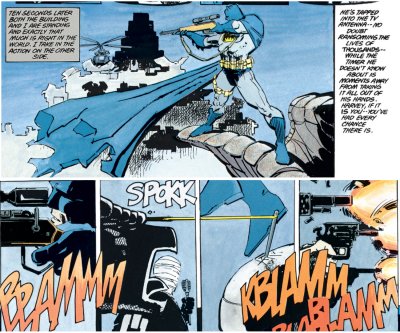 TEN SECONDS LATER
BOTH THE BUILDING
AND I ARE STANDING
AND EXACTLY THAT
MUCH IS RIGHT IN THE
WORLD. I TAKE IN THE
ACTION ON THE OTHER
SIDE.
HE'S TAPPED
INTO THE TV
ANTENNA--NO
DOUBT
RANSOMING THE
LIVES OF
THOUSANDS--
WHILE THE
TIMER HE
DOESN'T KNOW
ABOUT IS
MOMENTS AWAY
FROM TAKING
IT ALL OUT OF
HIS HANDS.
HARVEY, IF IT
IS YOU--YOU'VE
HAD EVERY
CHANCE
THERE IS.
SPOKK
BLAMMM
KBLAMM
BLAMM